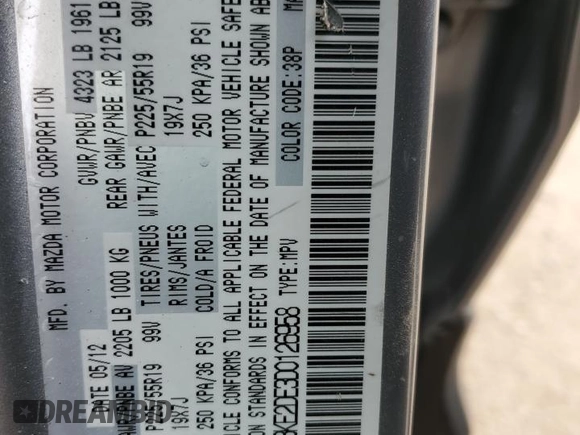 MFD. BY MAZDA MOTOR CORPORATION
05/12 GVWR/PNBV 4323 LB 1961
2205 LB 1000 KG REAR GAWR/PNBE AR 2125 LB
55R19 99V TIRES/PNEUS WITH/AVEC P225/55R19 99V
19X7J RIMS/JANTES 19X7J
250 KPA/36 PSI COLD/A FROID 250 KPA/36 PSI
VEHICLE CONFORMS TO ALL APPLICABLE FEDERAL MOTOR VEHICLE SAFE
ON STANDARDS IN EFFECT ON THE DATE OF MANUFACTURE SHOWN AB
KE2DE3D0126958 TYPE:MPV COLOR CODE:38P MA
DREAMBID